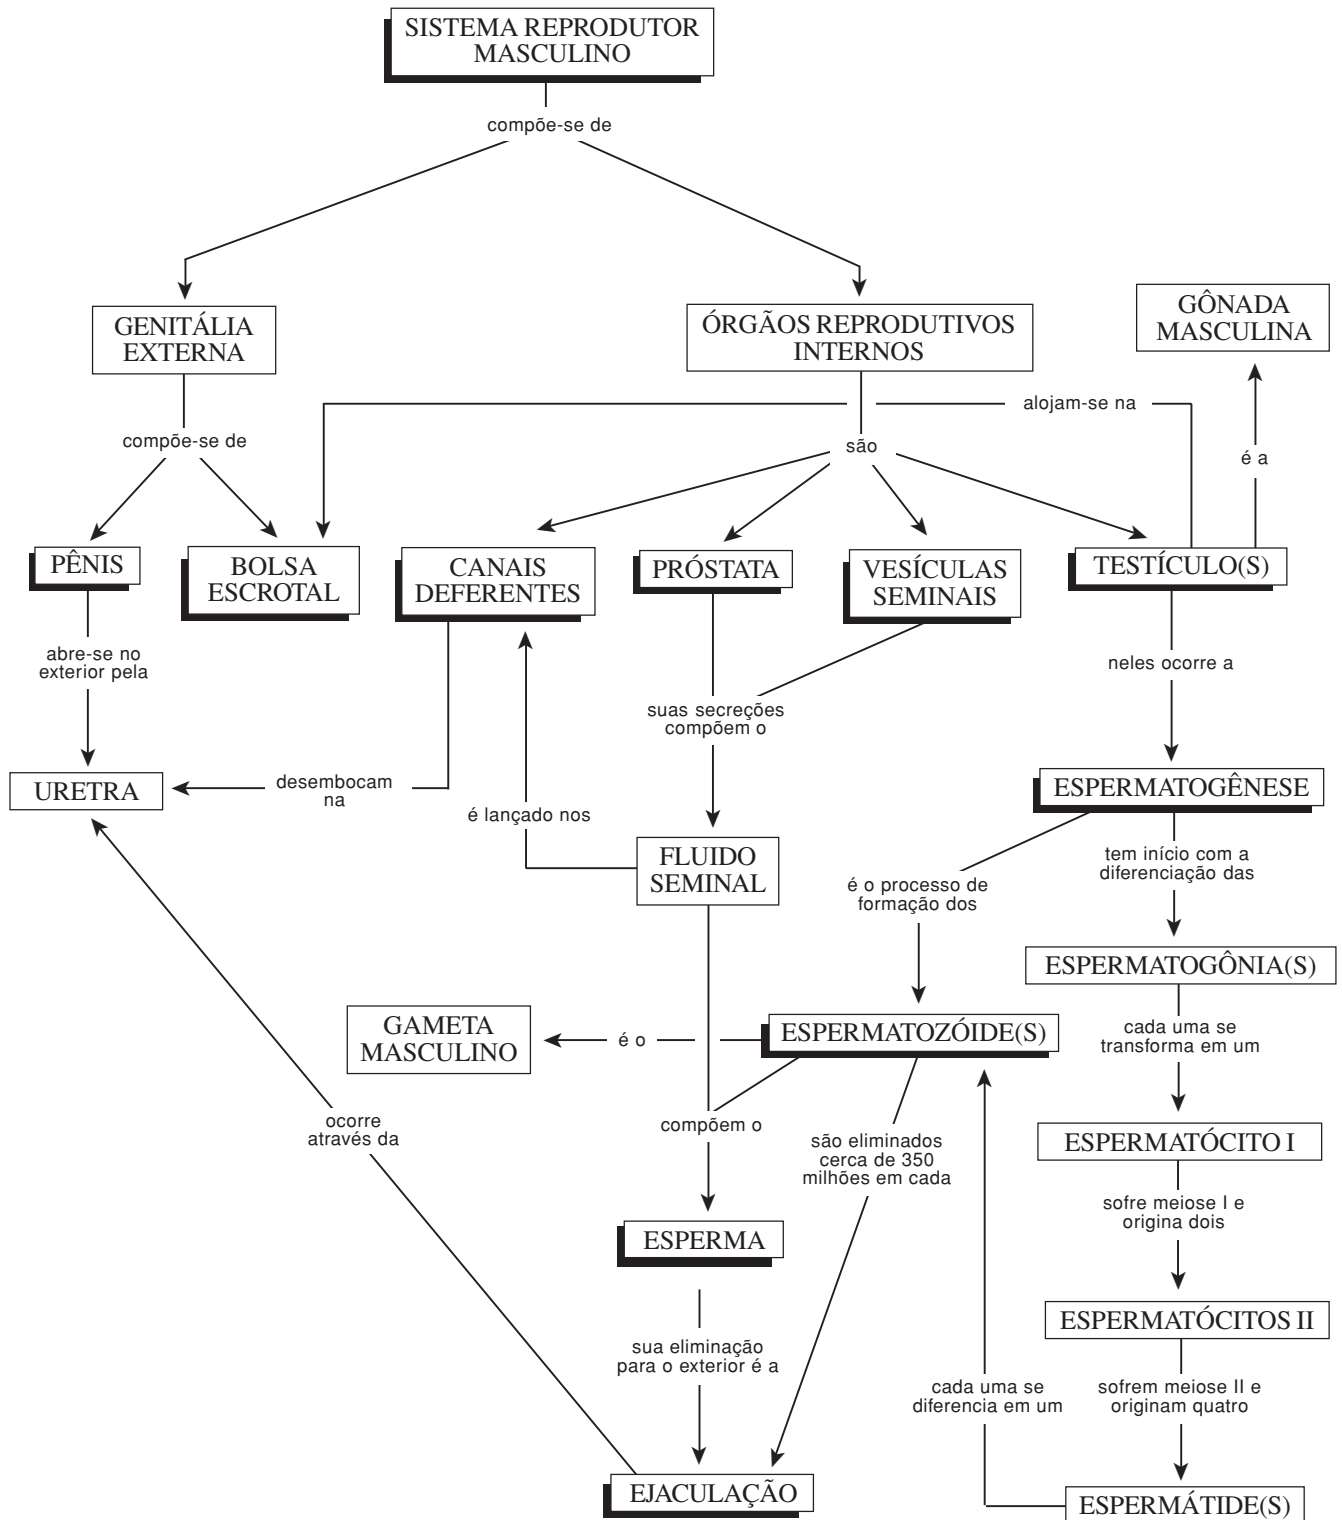 SISTEMA REPRODUTOR
MASCULINO
compõe-se de
GENITÁLIA
EXTERNA
ÓRGÃOS REPRODUTIVOS
INTERNOS
GÔNADA
MASCULINA
alojam-se na
compõe-se de
são
é a
PÊNIS
BOLSA
ESCROTAL
CANAIS
DEFERENTES
PRÓSTATA
VESÍCULAS
SEMINAIS
TESTÍCULO(S)
abre-se no
exterior pela
neles ocorre a
suas secreções
compõem o
URETRA
desembocam
na
é lançado nos
ESPERMATOGÊNESE
FLUIDO
SEMINAL
é o processo de
formação dos
tem início com a
diferenciação das
ESPERMATOGÔNIA(S)
GAMETA
MASCULINO
é o
ESPERMATOZÓIDE(S)
cada uma se
transforma em um
ocorre
através da
compõem o
são eliminados
cerca de 350
milhões em cada
ESPERMATÓCITO I
sofre meiose I e
origina dois
ESPERMA
ESPERMATÓCITOS II
sua eliminação
para o exterior é a
cada uma se
diferencia em um
sofrem meiose II e
originam quatro
EJACULAÇÃO
ESPERMÁTIDE(S)